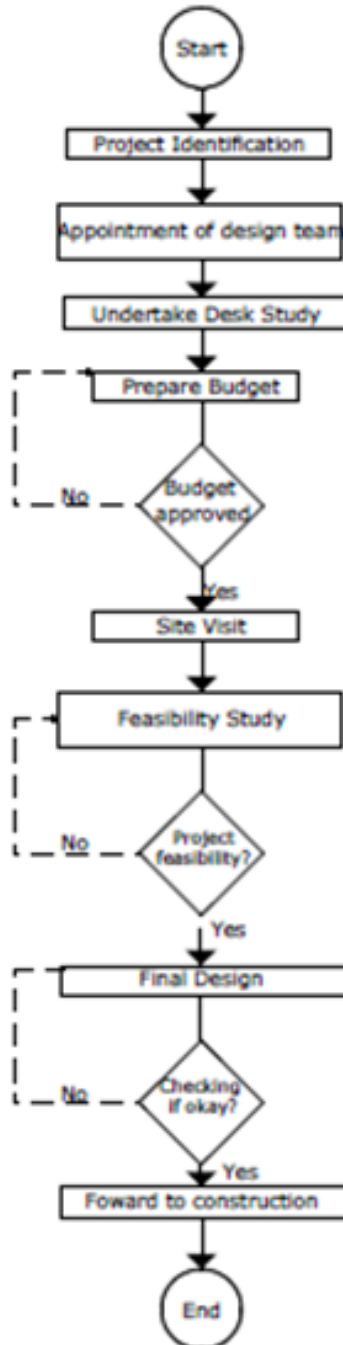 Start
Project Identification
Appointment of design team
Undertake Desk Study
Prepare Budget
No
Budget
approved
Yes
Site Visit
Feasibility Study
No
Project
feasibility?
Yes
Final Design
No
Checking
if okay?
Yes
Foward to construction
End